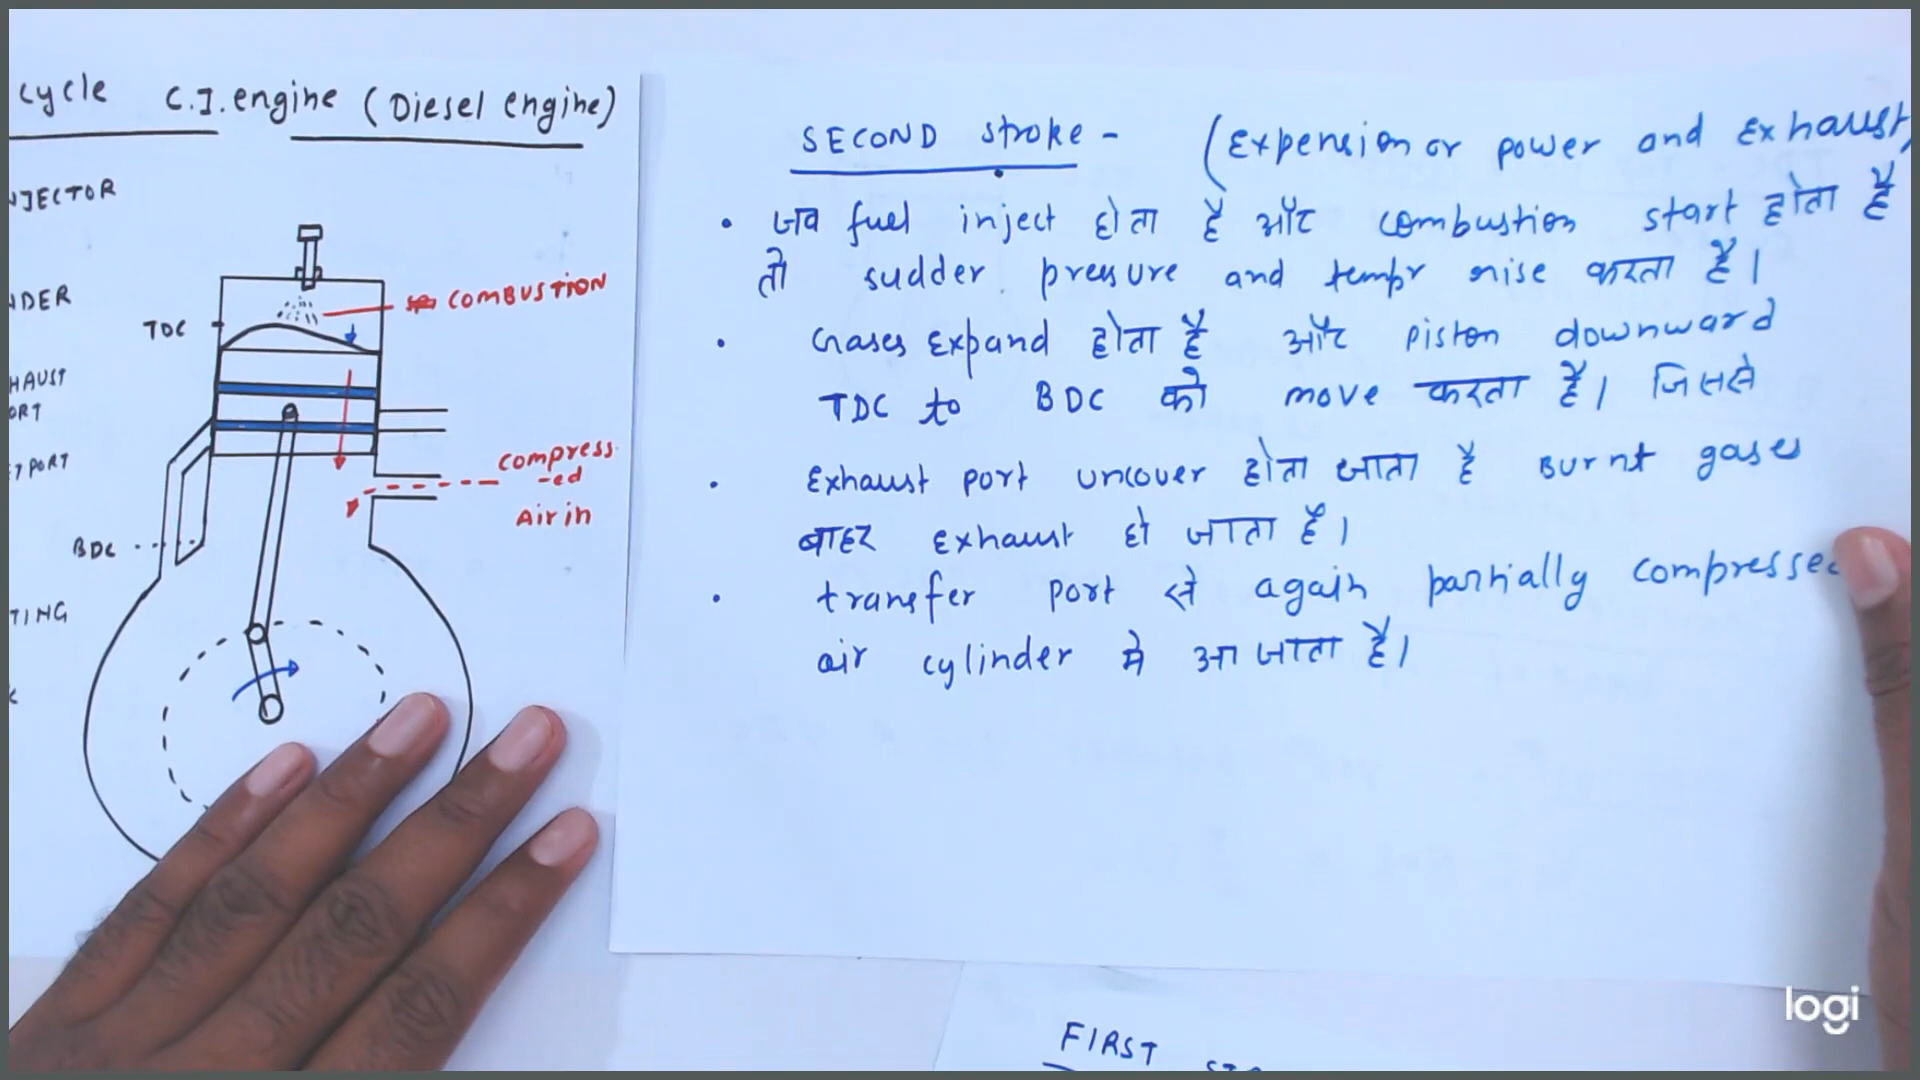 cycle C.I. engine (Diesel engine)
NJECTOR
COMBUSTION
NDER
TDC
HAUST
ORT
compress
-ed
Air in
T PORT
BDC
TING
SECOND stroke - (Expension or power and Exhaust)
• जब fuel inject होता है और combustion start होता है
तो sudder pressure and tempr rise करता है।
• Gases Expand होता है और piston downward
TDC to BDC को move करता है। जिससे
• Exhaust port uncover होता जाता है Burnt gases
बाहर exhaust हो जाता है।
• transfer port से again partially compressed
air cylinder मे आ जाता है।
FIRST
logi